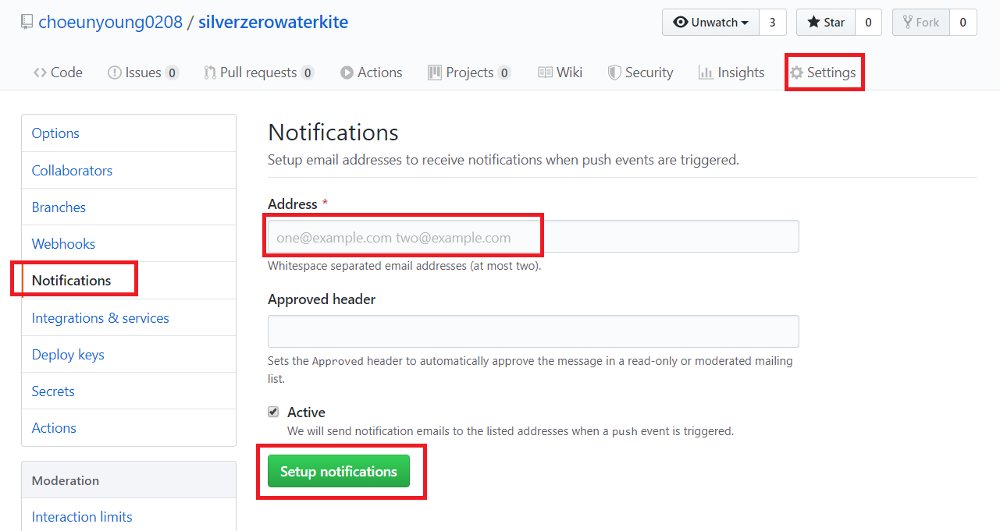 choeunyoung0208 / silverzerowaterkite
Unwatch 3 Star 0 Fork 0
Code Issues 0 Pull requests 0 Actions Projects 0 Wiki Security Insights Settings
Options
Collaborators
Branches
Webhooks
Notifications
Integrations & services
Deploy keys
Secrets
Actions
Moderation
Interaction limits
Notifications
Setup email addresses to receive notifications when push events are triggered.
Address *
one@example.com two@example.com
Whitespace separated email addresses (at most two).
Approved header
Sets the Approved header to automatically approve the message in a read-only or moderated mailing
list.
Active
We will send notification emails to the listed addresses when a push event is triggered.
Setup notifications